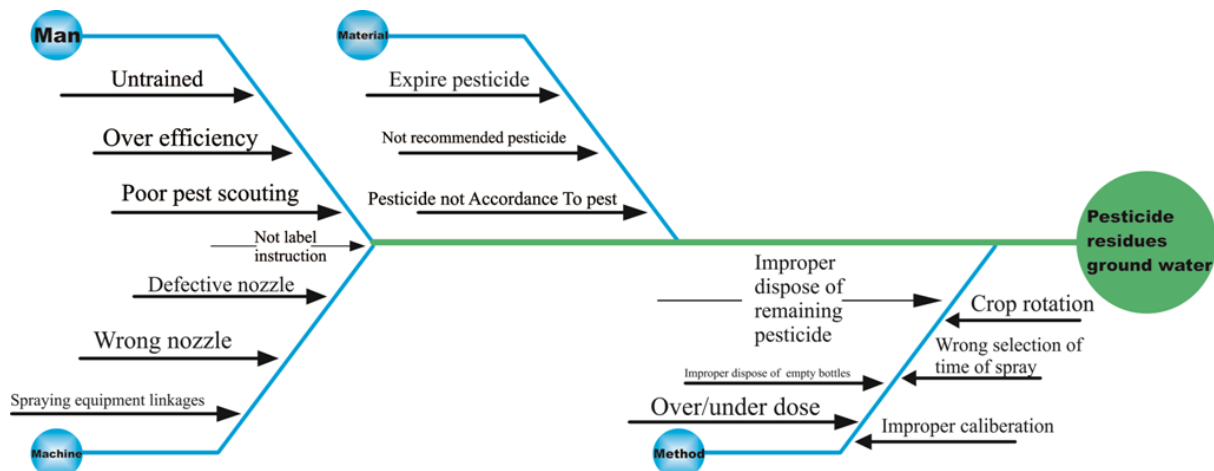 Man
Material
Untrained
Expire pesticide
Over efficiency
Not recommended pesticide
Poor pest scouting
Pesticide not Accordance To pest
Not label
instruction
Pesticide
residues
ground water
Defective nozzle
Improper
dispose of
remaining
pesticide
Crop rotation
Wrong nozzle
Wrong selection of
time of spray
Improper dispose of empty bottles
Spraying equipment linkages
Over/under dose
Improper caliberation
Machine
Method